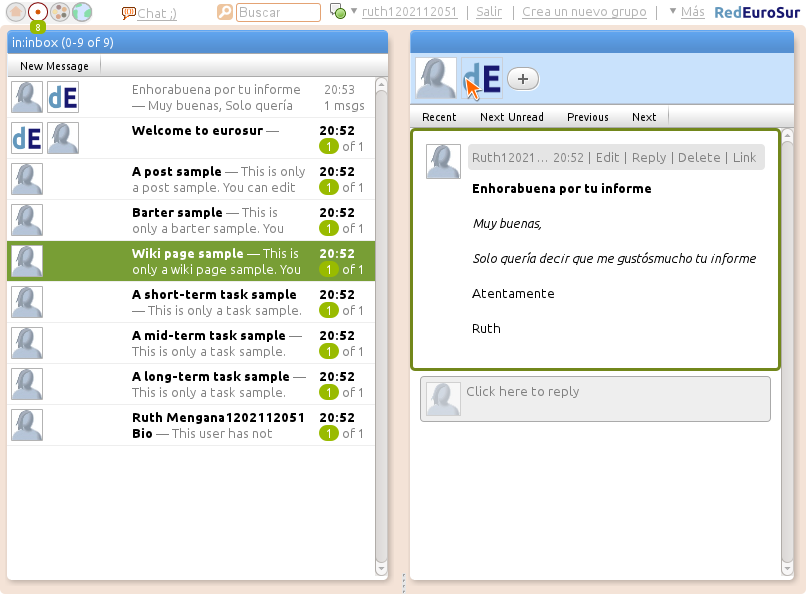 Chat ;)
Buscar
▼ ruth1202112051 | Salir | Crea un nuevo grupo | ▼ Más RedEuroSur
8
in:inbox (0-9 of 9)
New Message
dE
Enhorabuena por tu informe 20:53
— Muy buenas, Solo quería 1 msgs
dE
Welcome to eurosur — 20:52
1 of 1
A post sample — This is only 20:52
a post sample. You can edit 1 of 1
Barter sample — This is 20:52
only a barter sample. You 1 of 1
Wiki page sample — This is 20:52
only a wiki page sample. You 1 of 1
A short-term task sample 20:52
— This is only a task sample. 1 of 1
A mid-term task sample — 20:52
This is only a task sample. 1 of 1
A long-term task sample — 20:52
This is only a task sample. 1 of 1
Ruth Mengana1202112051 20:52
Bio — This user has not 1 of 1
dE +
Recent Next Unread Previous Next
Ruth12021... 20:52 | Edit | Reply | Delete | Link
Enhorabuena por tu informe
Muy buenas,
Solo quería decir que me gustósmucho tu informe
Atentamente
Ruth
Click here to reply